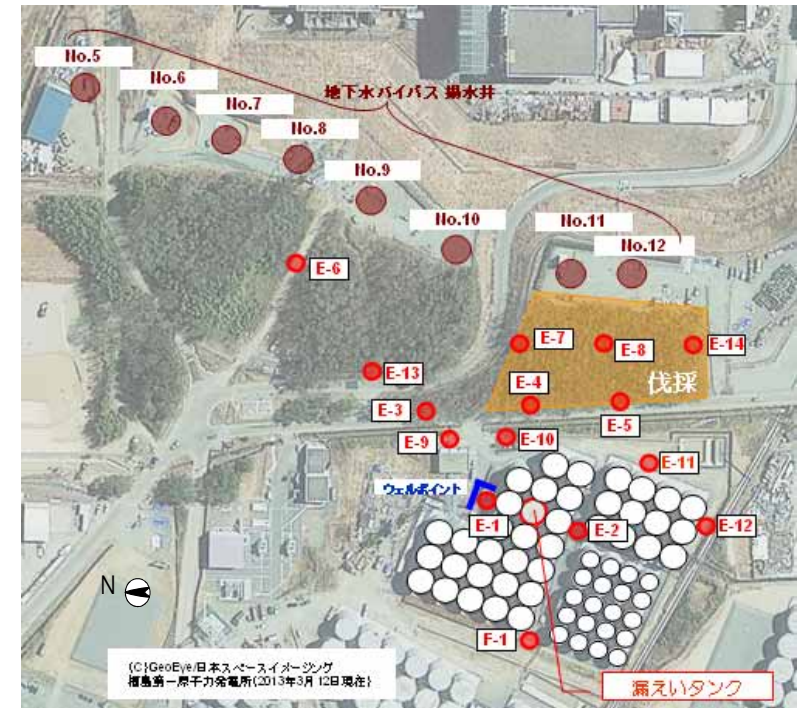 No.5
No.6
No.7
No.8
No.9
No.10
地下水バイパス 揚水井
No.11
No.12
E-6
E-7
E-8
E-14
E-13
E-4
伐採
E-3
E-5
E-9
E-10
E-11
ウェルポイント
E-1
E-2
E-12
N
F-1
(C)GeoEye/日本スペースイメージング
福島第一原子力発電所(2013年3月12日現在)
漏えいタンク